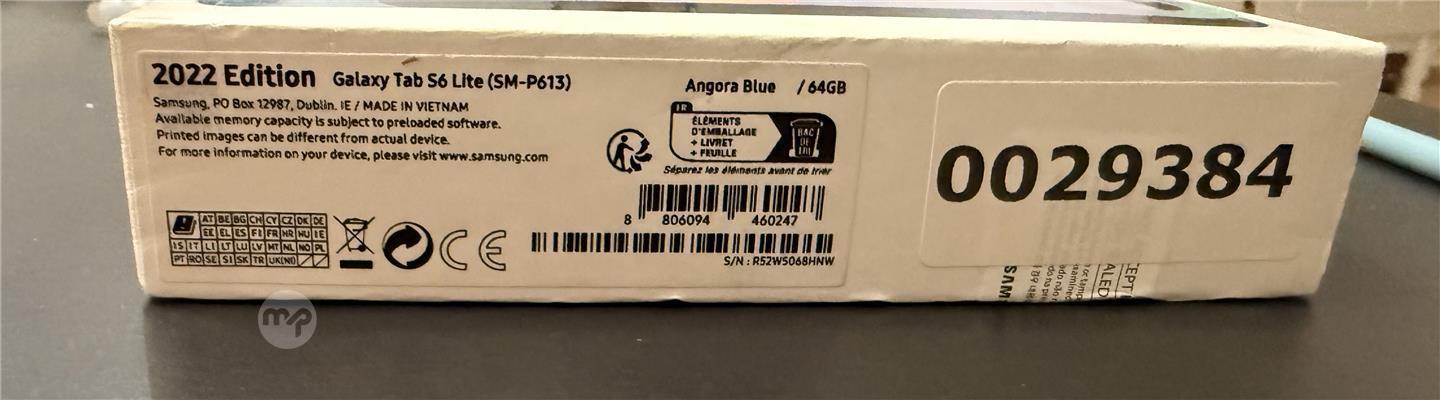 2022 Edition Galaxy Tab S6 Lite (SM-P613)
Angora Blue / 64GB
Samsung, PO Box 12987, Dublin. IE / MADE IN VIETNAM
Available memory capacity is subject to preloaded software.
Printed images can be different from actual device.
For more information on your device, please visit www.samsung.com
FR
ÉLÉMENTS
D'EMBALLAGE
+ LIVRET
+ FEUILLE
BAC
DE
TRI
Séparez les éléments avant de trier
8 806094 460247
S/N : R52W5068HNW
AT BE BG CH CY CZ DK DE
EE EL ES FI FR HR HU IE
IS IT LI LT LU LV MT NL NO PL
PT RO SE SI SK TR UK(NI)
CE
0029384
SAM
mp